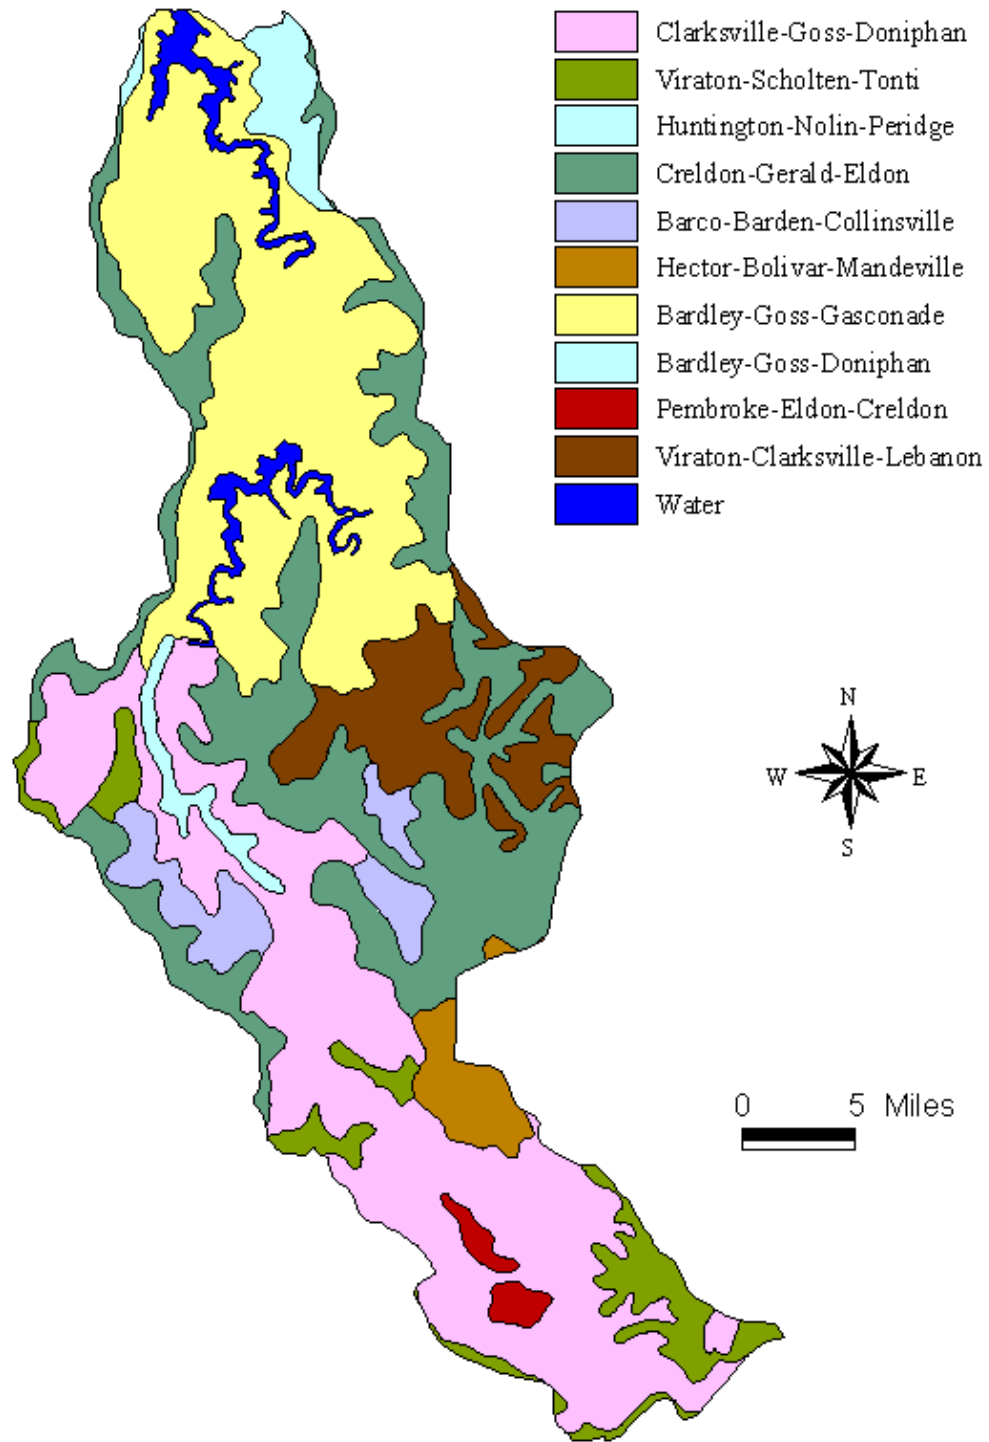 Clarksville-Goss-Doniphan
Viraton-Scholten-Tonti
Huntington-Nolin-Peridge
Creldon-Gerald-Eldon
Barco-Barden-Collinsville
Hector-Bolivar-Mandeville
Bardley-Goss-Gasconade
Bardley-Goss-Doniphan
Pembroke-Eldon-Creldon
Viraton-Clarksville-Lebanon
Water
N
W E
S
0 5 Miles